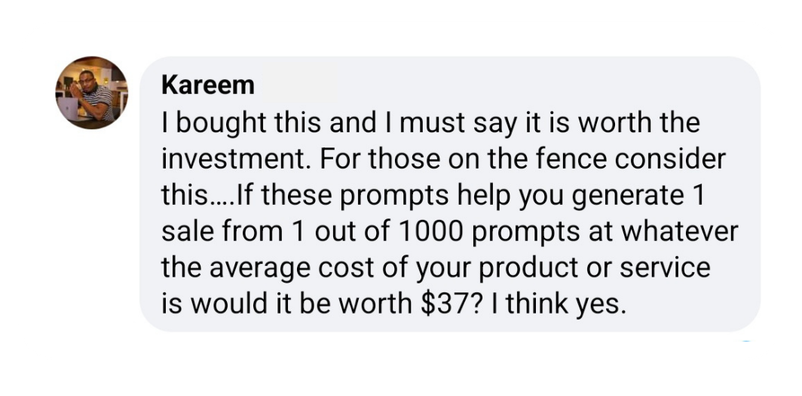 Kareem
I bought this and I must say it is worth the
investment. For those on the fence consider
this....If these prompts help you generate 1
sale from 1 out of 1000 prompts at whatever
the average cost of your product or service
is would it be worth $37? I think yes.